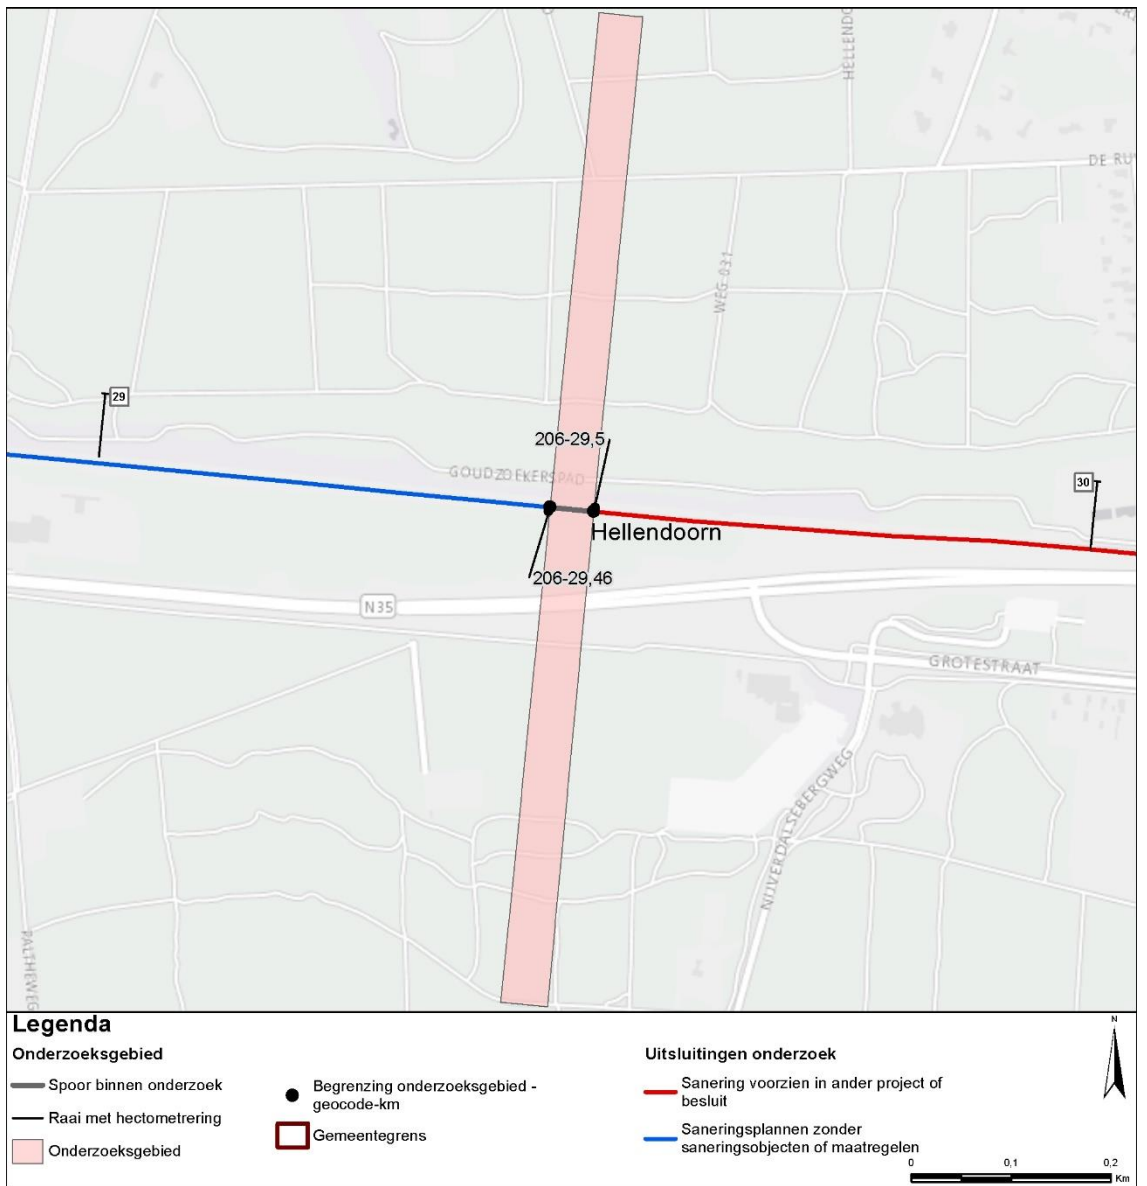 HELLENDO
DE RU
WEG 031
29
206-29,5
GOUDZOEKERSPAD
30
Hellendoorn
206-29,46
N35
GROTESTRAAT
NIJVERDALSEBERGWEG
PALTHEWEG
Legenda
N
Onderzoeksgebied
Uitsluitingen onderzoek
Spoor binnen onderzoek
Begrenzing onderzoeksgebied -
geocode-km
Sanering voorzien in ander project of
besluit
Raai met hectometrering
Gemeentegrens
Saneringsplannen zonder
saneringsobjecten of maatregelen
Onderzoeksgebied
0
0,1
0,2
Km